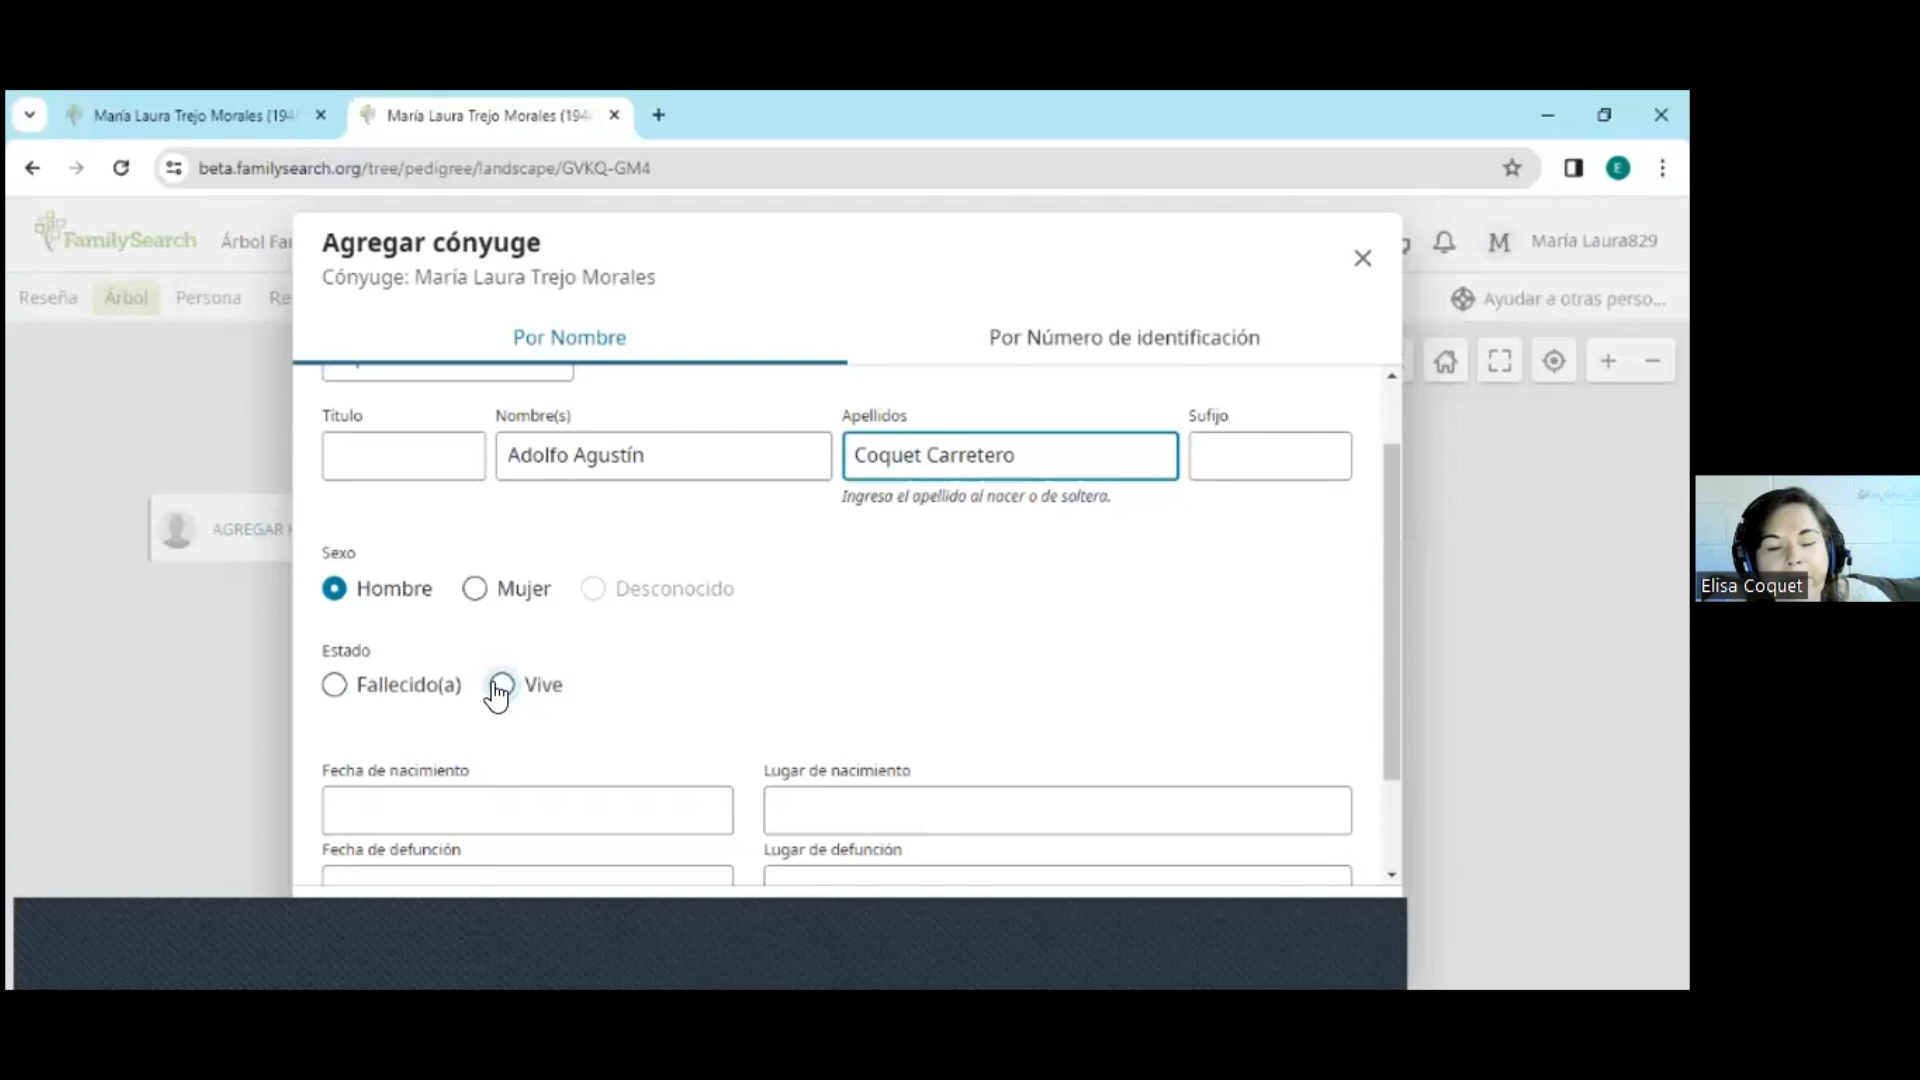 María Laura Trejo Morales (194
María Laura Trejo Morales (194
beta.familysearch.org/tree/pedigree/landscape/GVKQ-GM4
E
FamilySearch
Árbol Fa
M
María Laura829
Reseña
Árbol
Persona
Re
Ayudar a otras perso...
Agregar cónyuge
Cónyuge: María Laura Trejo Morales
Por Nombre
Por Número de identificación
Título
Nombre(s)
Apellidos
Sufijo
Adolfo Agustín
Coquet Carretero
Ingresa el apellido al nacer o de soltera.
AGREGAR
Sexo
Hombre
Mujer
Desconocido
Estado
Fallecido(a)
Vive
Fecha de nacimiento
Lugar de nacimiento
Fecha de defunción
Lugar de defunción
Elisa Coquet